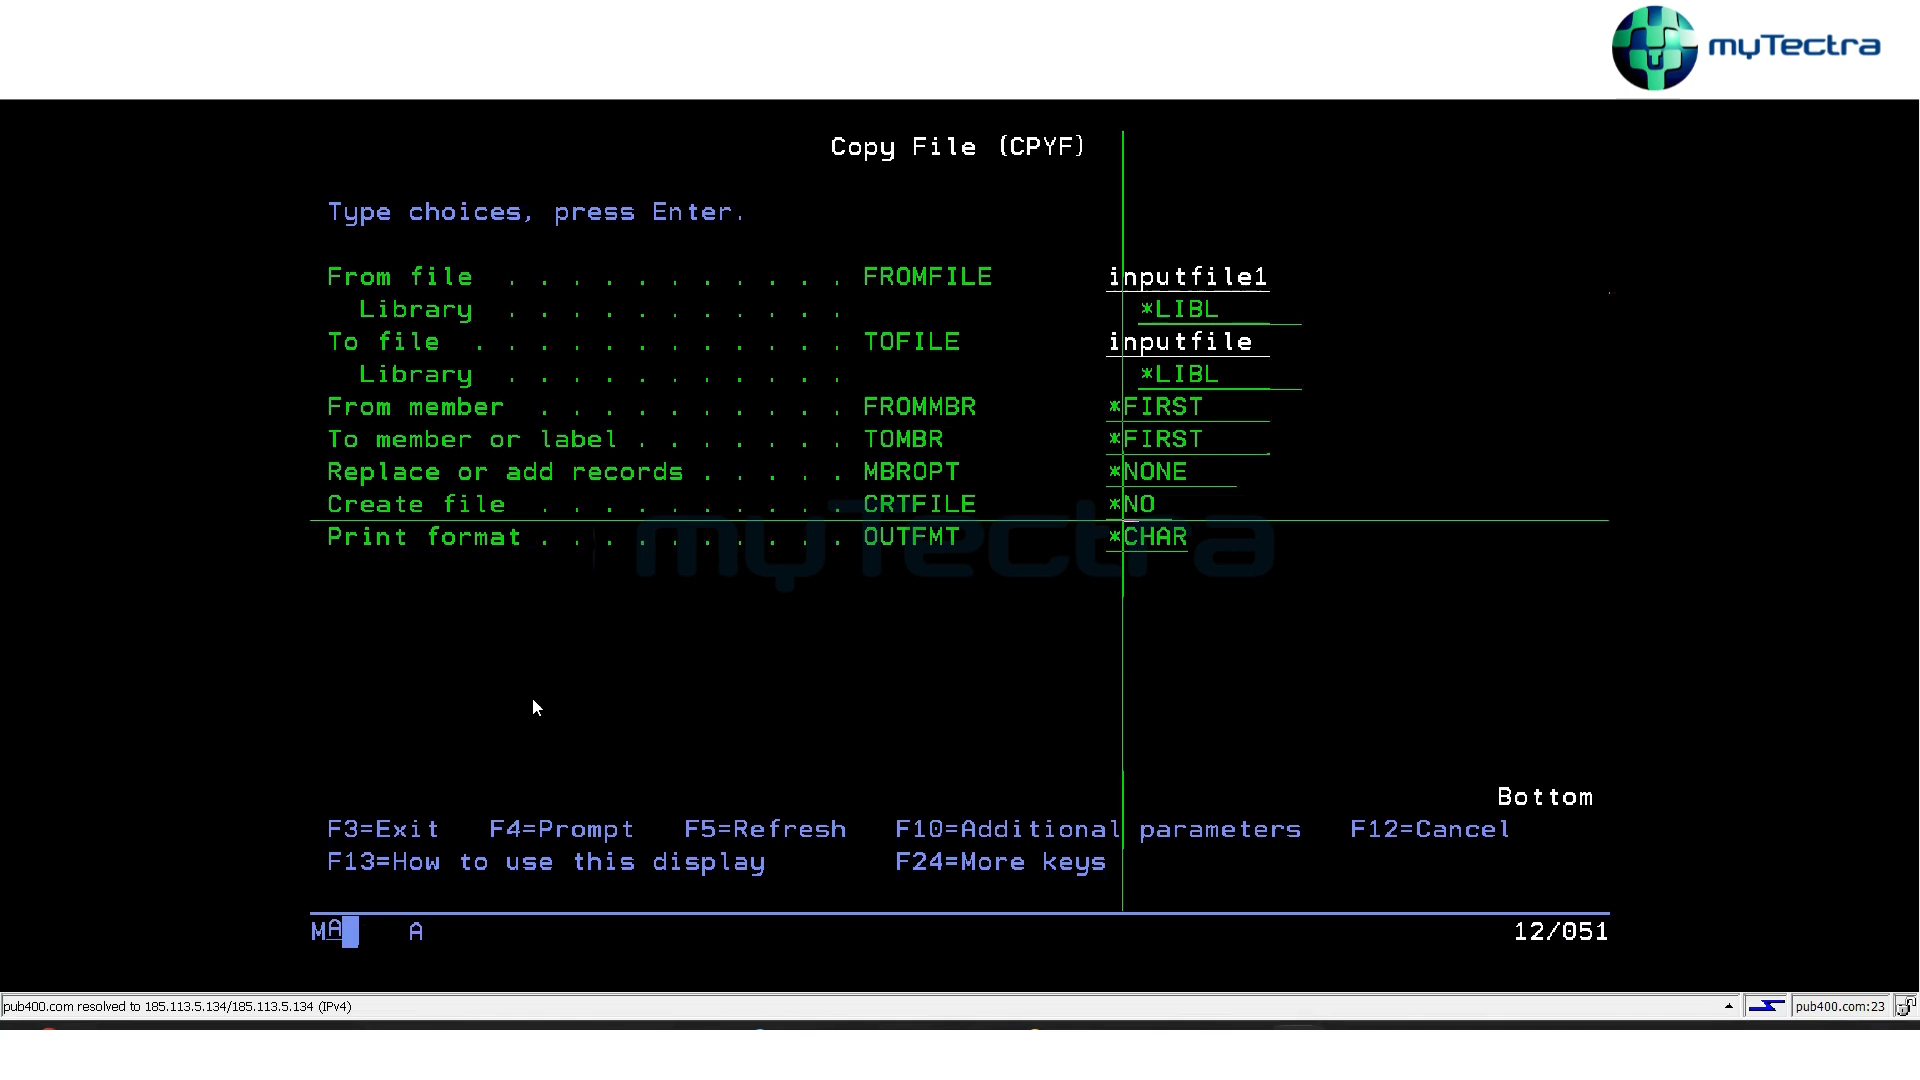 myTectra
Copy File (CPYF)
Type choices, press Enter.
From file . . . . . . . . . . . FROMFILE inputfile1
Library . . . . . . . . . . . *LIBL
To file . . . . . . . . . . . . TOFILE inputfile
Library . . . . . . . . . . . *LIBL
From member . . . . . . . . . . FROMMBR *FIRST
To member or label . . . . . . . TOMBR *FIRST
Replace or add records . . . . . MBROPT *NONE
Create file . . . . . . . . . . CRTFILE *NO
Print format . . . . . . . . . . OUTFMT *CHAR
myTectra
Bottom
F3=Exit F4=Prompt F5=Refresh F10=Additional parameters F12=Cancel
F13=How to use this display F24=More keys
MA A 12/051
pub400.com resolved to 185.113.5.134/185.113.5.134 (IPv4) pub400.com:23